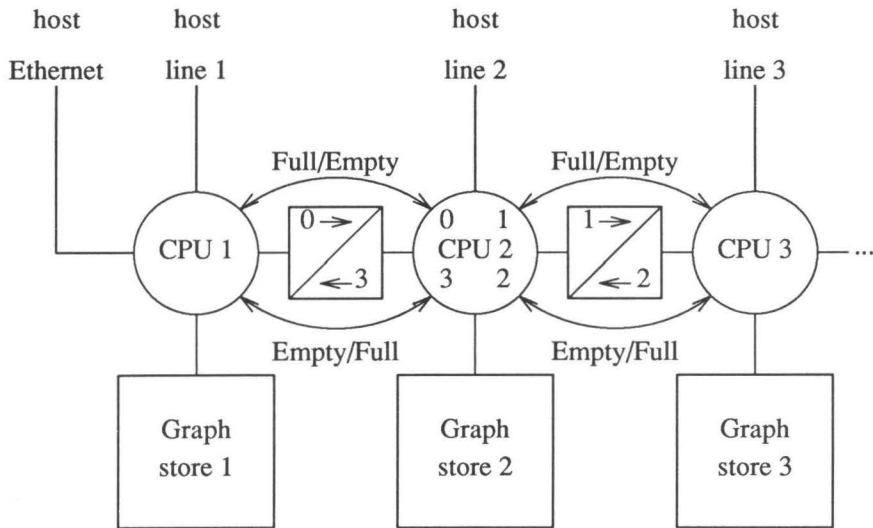 host host host host
Ethernet line 1 line 2 line 3
Full/Empty Full/Empty
0 0 1 1
CPU 1 CPU 2 CPU 3 ...
3 3 2 2
Empty/Full Empty/Full
Graph Graph Graph
store 1 store 2 store 3